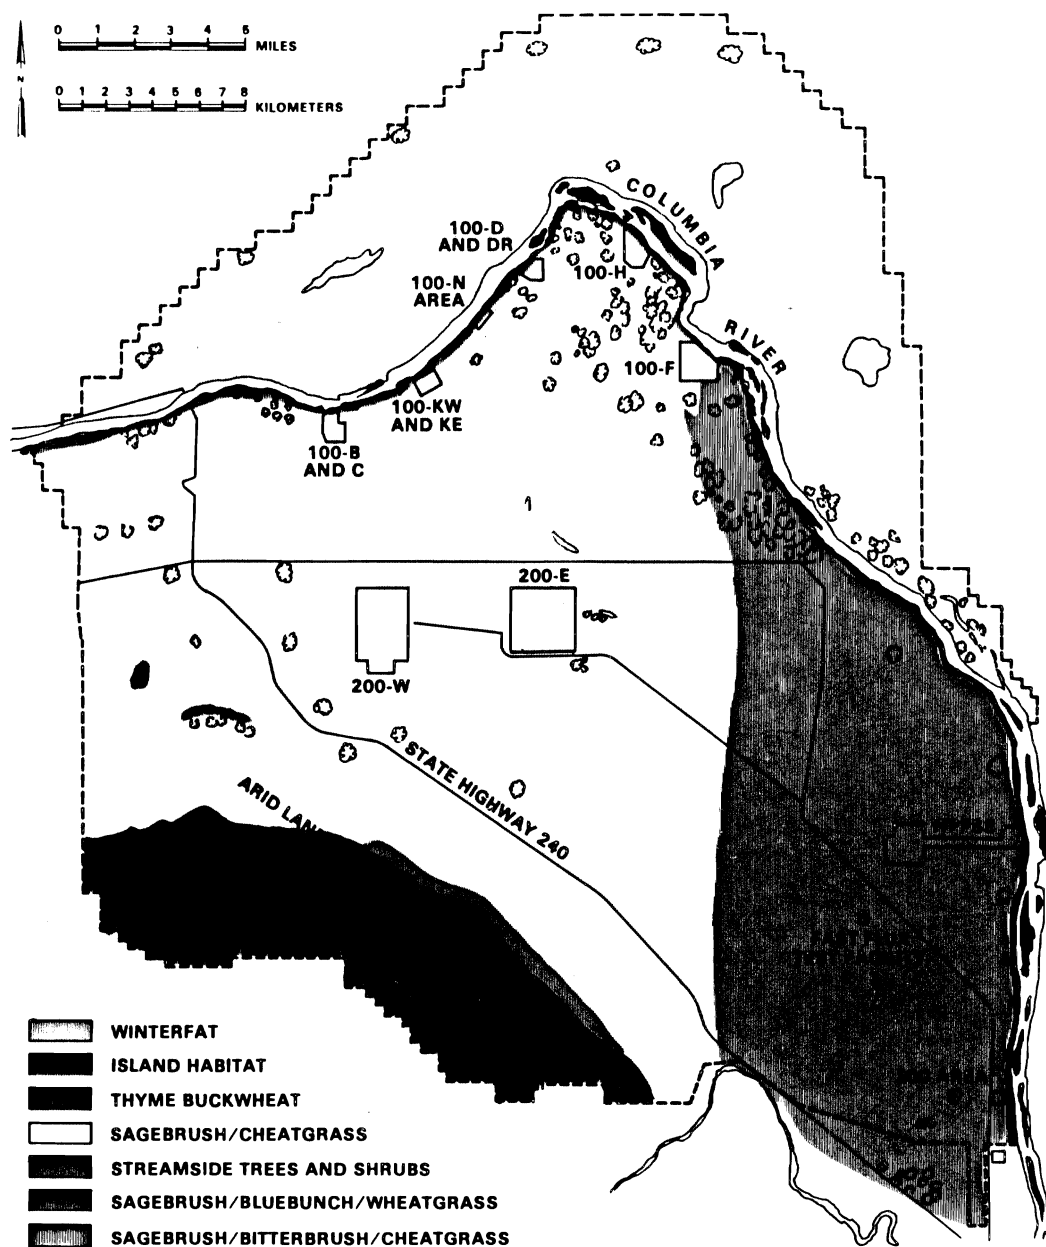 0 1 2 3 4 5
MILES
N
0 1 2 3 4 5 6 7 8
KILOMETERS
COLUMBIA
100-D
AND DR
100-N
AREA
100-H
RIVER
100-F
100-KW
AND KE
100-B
AND C
200-E
200-W
STATE HIGHWAY 240
ARID
WINTERFAT
ISLAND HABITAT
THYME BUCKWHEAT
SAGEBRUSH/CHEATGRASS
STREAMSIDE TREES AND SHRUBS
SAGEBRUSH/BLUEBUNCH/WHEATGRASS
SAGEBRUSH/BITTERBRUSH/CHEATGRASS